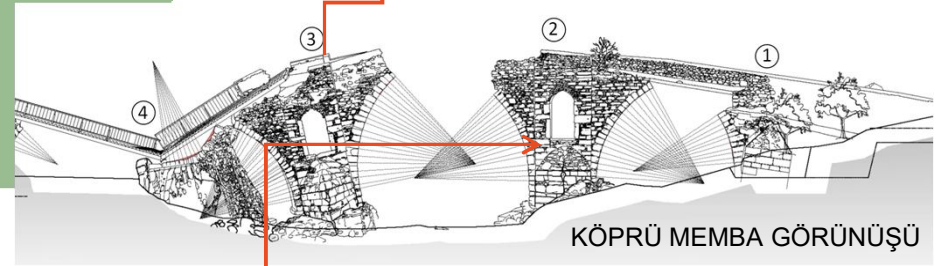 ②
③
①
④
KÖPRÜ MEMBA GÖRÜNÜŞÜ